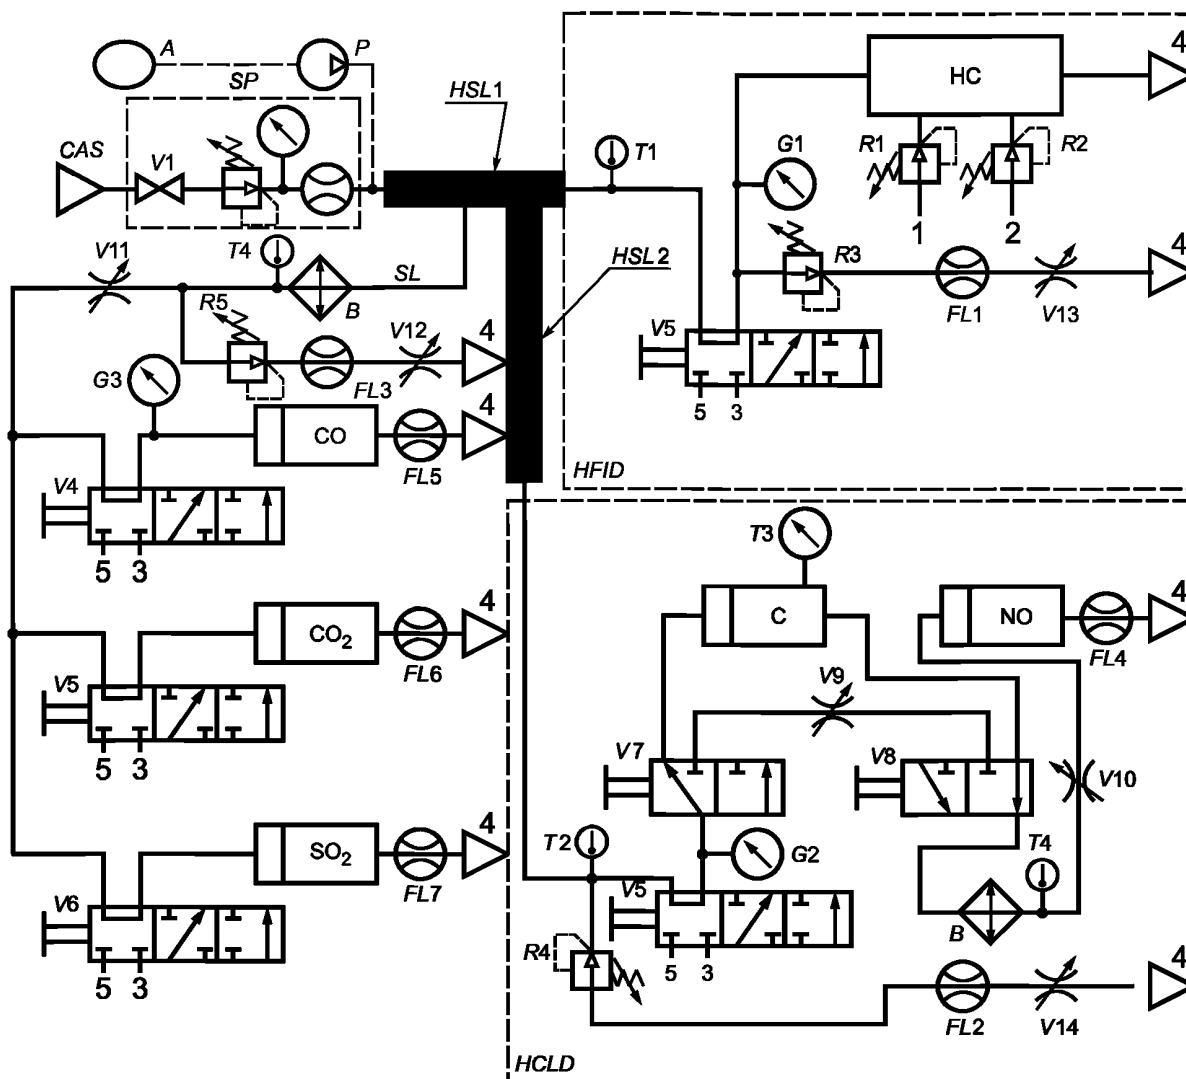 A
P
SP
HSL1
CAS
V1
T1
G1
HC
4
R1
R2
1
2
V11
T4
SL
B
HSL2
R3
4
FL1
V13
R5
V12
4
FL3
V5
5
3
G3
CO
4
FL5
HFID
V4
5
3
T3
C
NO
4
FL4
CO2
4
FL6
V5
5
3
V9
V7
V8
V10
SO2
4
FL7
T2
G2
T4
V6
5
3
V5
5
3
B
R4
4
FL2
V14
HCLD